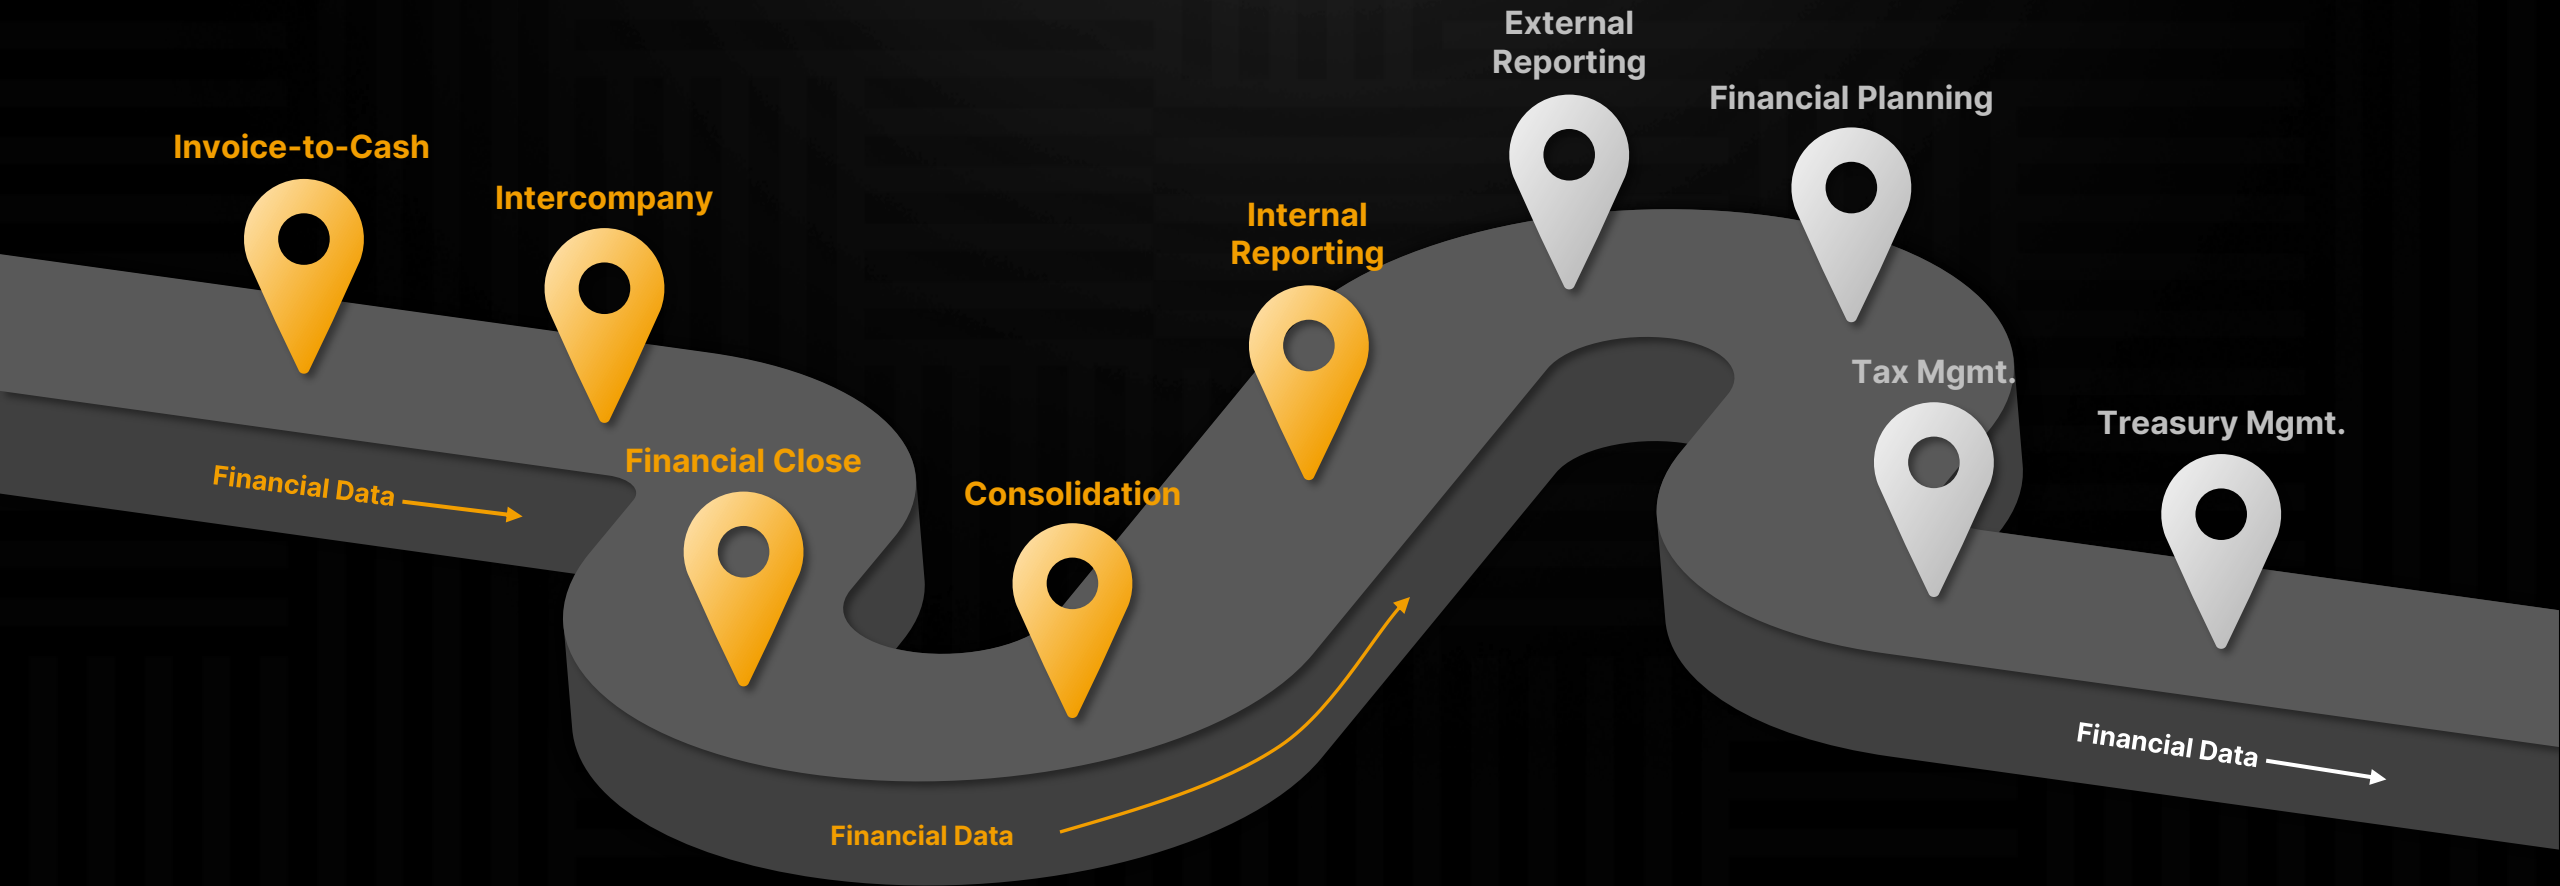 Invoice-to-Cash
Intercompany
Financial Close
Consolidation
Internal
Reporting
External
Reporting
Financial Planning
Tax Mgmt.
Treasury Mgmt.
Financial Data
Financial Data
Financial Data